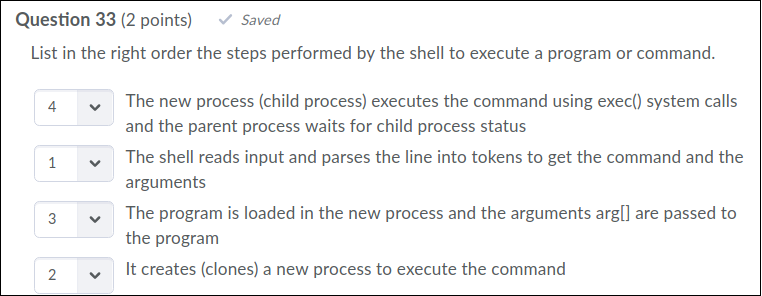 Question 33 (2 points) ✓ Saved
List in the right order the steps performed by the shell to execute a program or command.
4 The new process (child process) executes the command using exec() system calls
and the parent process waits for child process status
1 The shell reads input and parses the line into tokens to get the command and the
arguments
3 The program is loaded in the new process and the arguments arg[] are passed to
the program
2 It creates (clones) a new process to execute the command